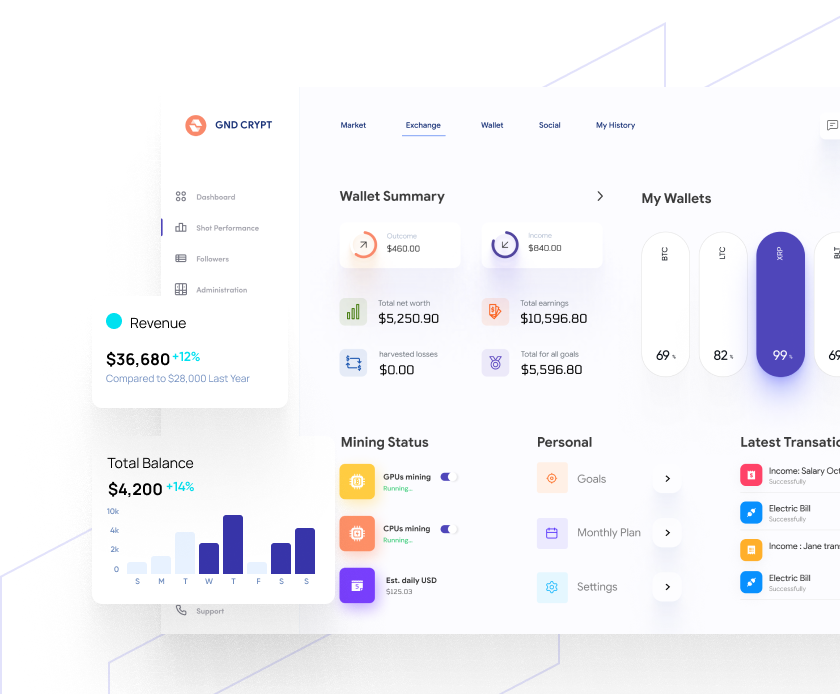 GND CRYPT
Market
Exchange
Wallet
Social
My History
Dashboard
Shot Performance
Followers
Administration
Support
Revenue
$36,680 +12%
Compared to $28,000 Last Year
Total Balance
$4,200 +14%
10k
4k
2k
0
S M T W T F S S
Wallet Summary
Outcome
$460.00
Income
$840.00
Total net worth
$5,250.90
Total earnings
$10,596.80
harvested losses
$0.00
Total for all goals
$5,596.80
My Wallets
BTC
69 %
LTC
82 %
XRP
99 %
BLT
69
Mining Status
GPUs mining
Running...
CPUs mining
Running...
Est. daily USD
$125.03
Personal
Goals
Monthly Plan
Settings
Latest Transatio
Income: Salary Oct
Successfully
Electric Bill
Successfully
Income : Jane trans
Electric Bill
Successfully